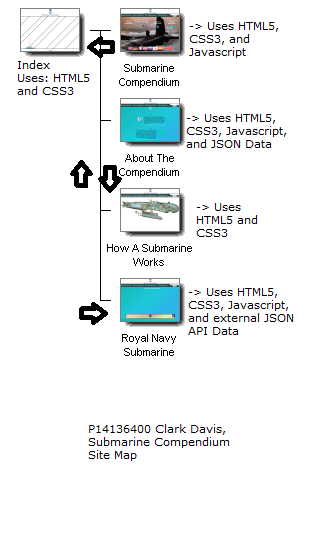 Index
Uses: HTML5
and CSS3
Submarine
Compendium
-> Uses HTML5,
CSS3, and
Javascript
About The
Compendium
-> Uses HTML5,
CSS3, Javascript,
and JSON Data
How A Submarine
Works
-> Uses
HTML5 and
CSS3
Royal Navy
Submarine
-> Uses HTML5,
CSS3, Javascript,
and external JSON
API Data
P14136400 Clark Davis,
Submarine Compendium
Site Map